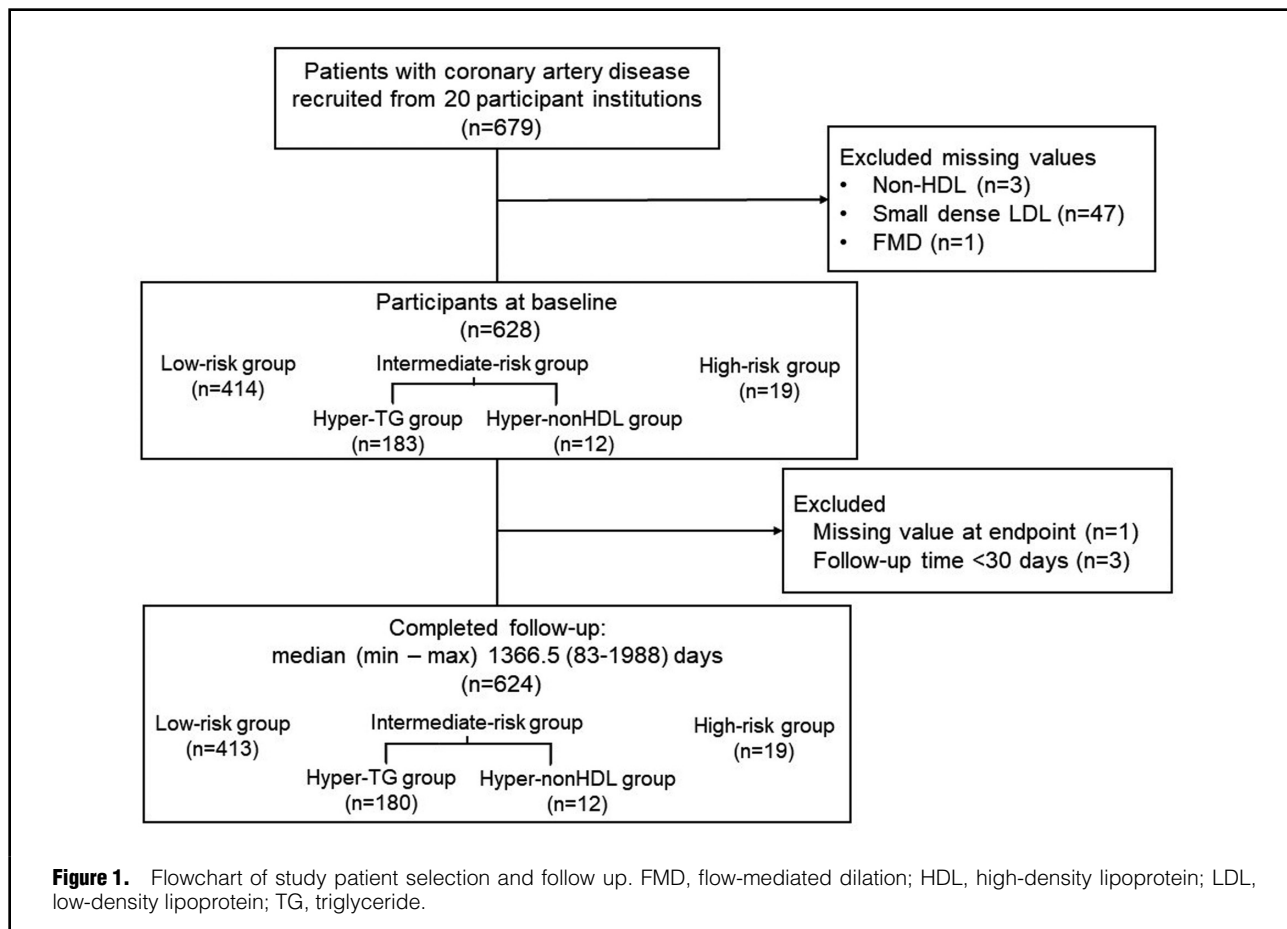 Patients with coronary artery disease
recruited from 20 participant institutions
(n=679)
Excluded missing values
• Non-HDL (n=3)
• Small dense LDL (n=47)
• FMD (n=1)
Participants at baseline
(n=628)
Low-risk group
(n=414)
Intermediate-risk group
Hyper-TG group
(n=183)
Hyper-nonHDL group
(n=12)
High-risk group
(n=19)
Excluded
Missing value at endpoint (n=1)
Follow-up time <30 days (n=3)
Completed follow-up:
median (min – max) 1366.5 (83-1988) days
(n=624)
Low-risk group
(n=413)
Intermediate-risk group
Hyper-TG group
(n=180)
Hyper-nonHDL group
(n=12)
High-risk group
(n=19)
Figure 1. Flowchart of study patient selection and follow up. FMD, flow-mediated dilation; HDL, high-density lipoprotein; LDL,
low-density lipoprotein; TG, triglyceride.